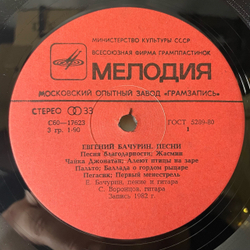 МИНИСТЕРСТВО КУЛЬТУРЫ СССР
ВСЕСОЮЗНАЯ ФИРМА ГРАМПЛАСТИНОК
МЕЛОДИЯ
МОСКОВСКИЙ ОПЫТНЫЙ ЗАВОД «ГРАМЗАПИСЬ»
СТЕРЕО 33
С60—17623 ГОСТ 5289-80
2 гр. 1-90 1
ЕВГЕНИЙ БАЧУРИН. ПЕСНИ
Песня Благодарности; Жасмин
Чайка Джонатан; Алеют птицы на заре
Пальто; Баллада о гордом рыцаре
Пегасик; Первый менестрель
Е. Бачурин, пение и гитара
С. Воронцов, гитара
Запись 1982 г.